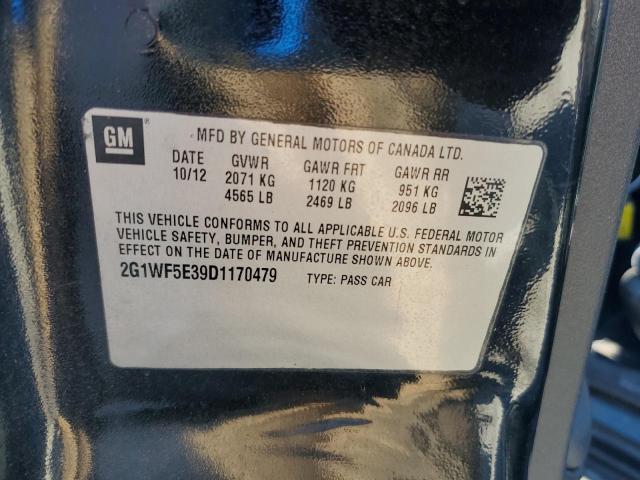 GM ®
MFD BY GENERAL MOTORS OF CANADA LTD.
DATE GVWR GAWR FRT GAWR RR
10/12 2071 KG 1120 KG 951 KG
4565 LB 2469 LB 2096 LB
THIS VEHICLE CONFORMS TO ALL APPLICABLE U.S. FEDERAL MOTOR
VEHICLE SAFETY, BUMPER, AND THEFT PREVENTION STANDARDS IN
EFFECT ON THE DATE OF MANUFACTURE SHOWN ABOVE.
2G1WF5E39D1170479 TYPE: PASS CAR